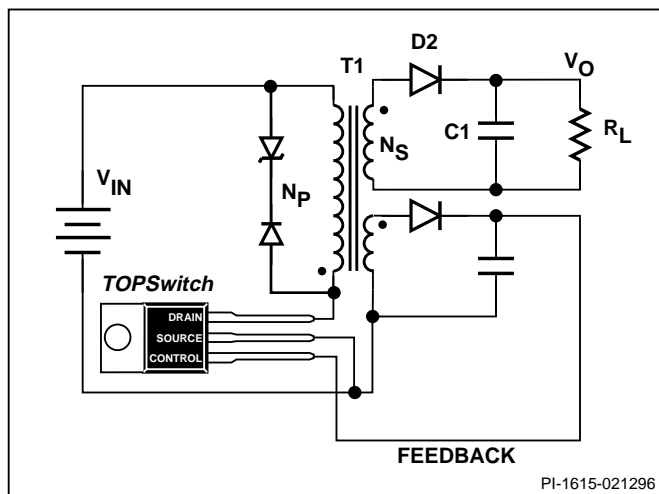 D2
T1
VO
C1
RL
NS
NP
VIN
TOPSwitch
DRAIN
SOURCE
CONTROL
FEEDBACK
PI-1615-021296